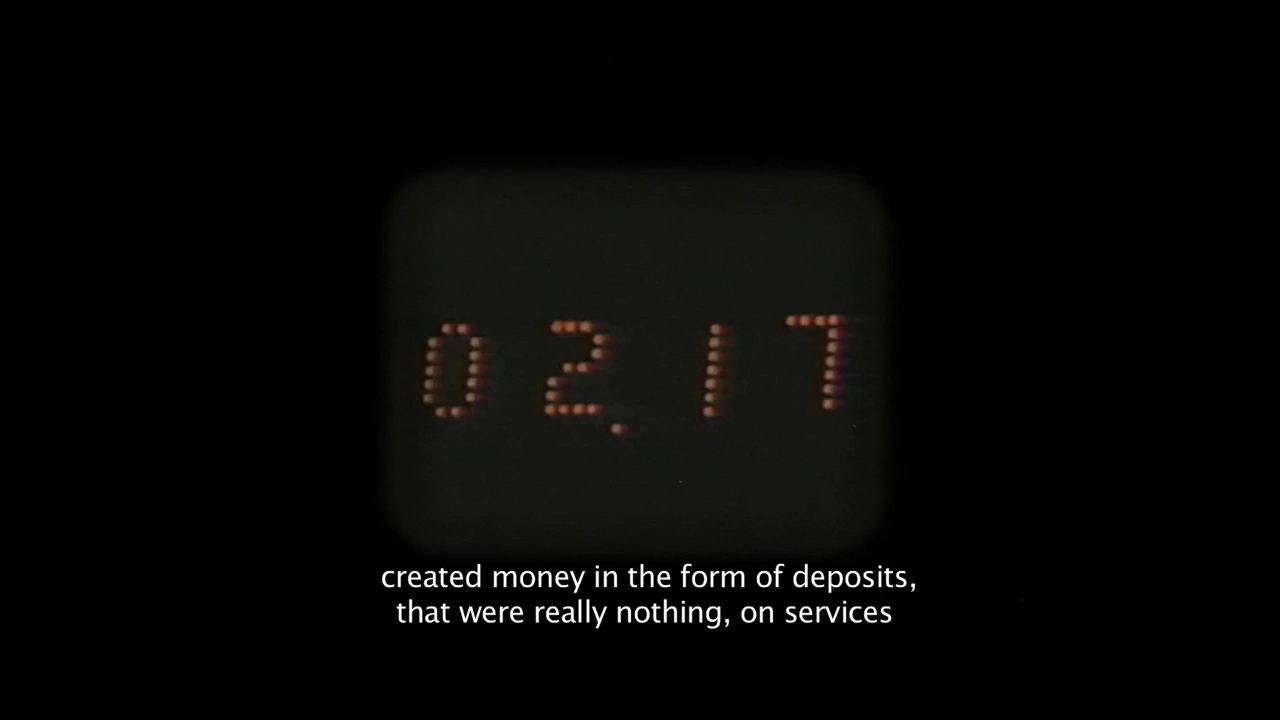 02.17
created money in the form of deposits,
that were really nothing, on services